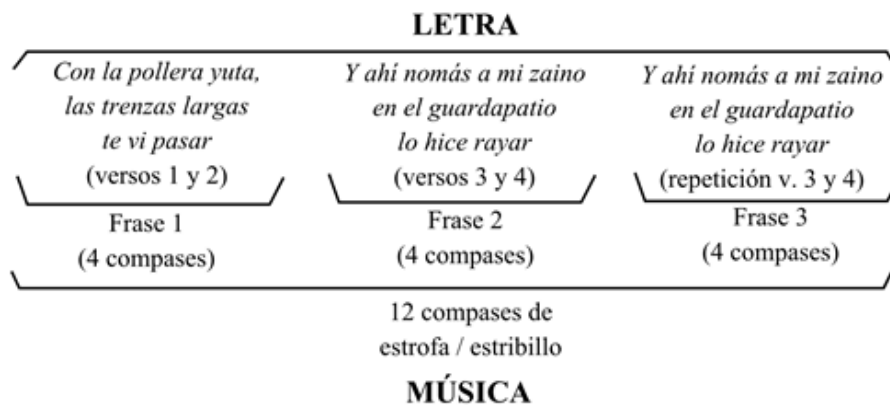 LETRA
Con la pollera yuta,
las trenzas largas
te vi pasar
(versos 1 y 2)
Frase 1
(4 compases)
Y ahí nomás a mi zaino
en el guardapatio
lo hice rayar
(versos 3 y 4)
Frase 2
(4 compases)
Y ahí nomás a mi zaino
en el guardapatio
lo hice rayar
(repetición v. 3 y 4)
Frase 3
(4 compases)
12 compases de
estrofa / estribillo
MÚSICA